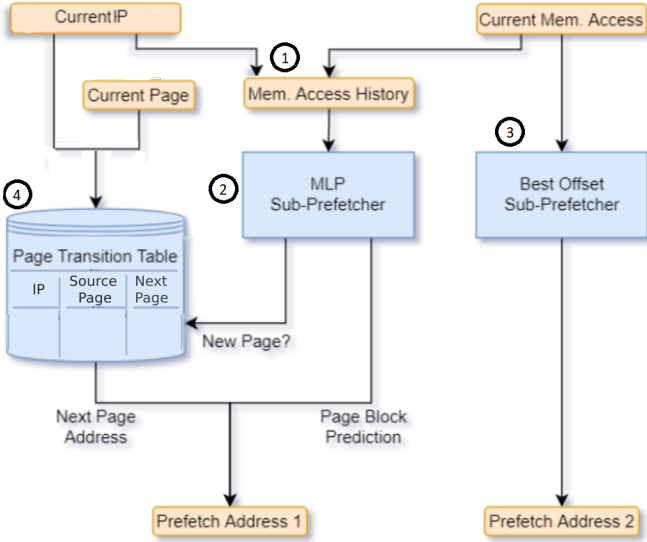 Current IP
Current Mem. Access
1
Current Page
Mem. Access History
3
4
2
MLP
Sub-Prefetcher
Best Offset
Sub-Prefetcher
Page Transition Table
IP
Source
Page
Next
Page
New Page?
Next Page
Address
Page Block
Prediction
Prefetch Address 1
Prefetch Address 2